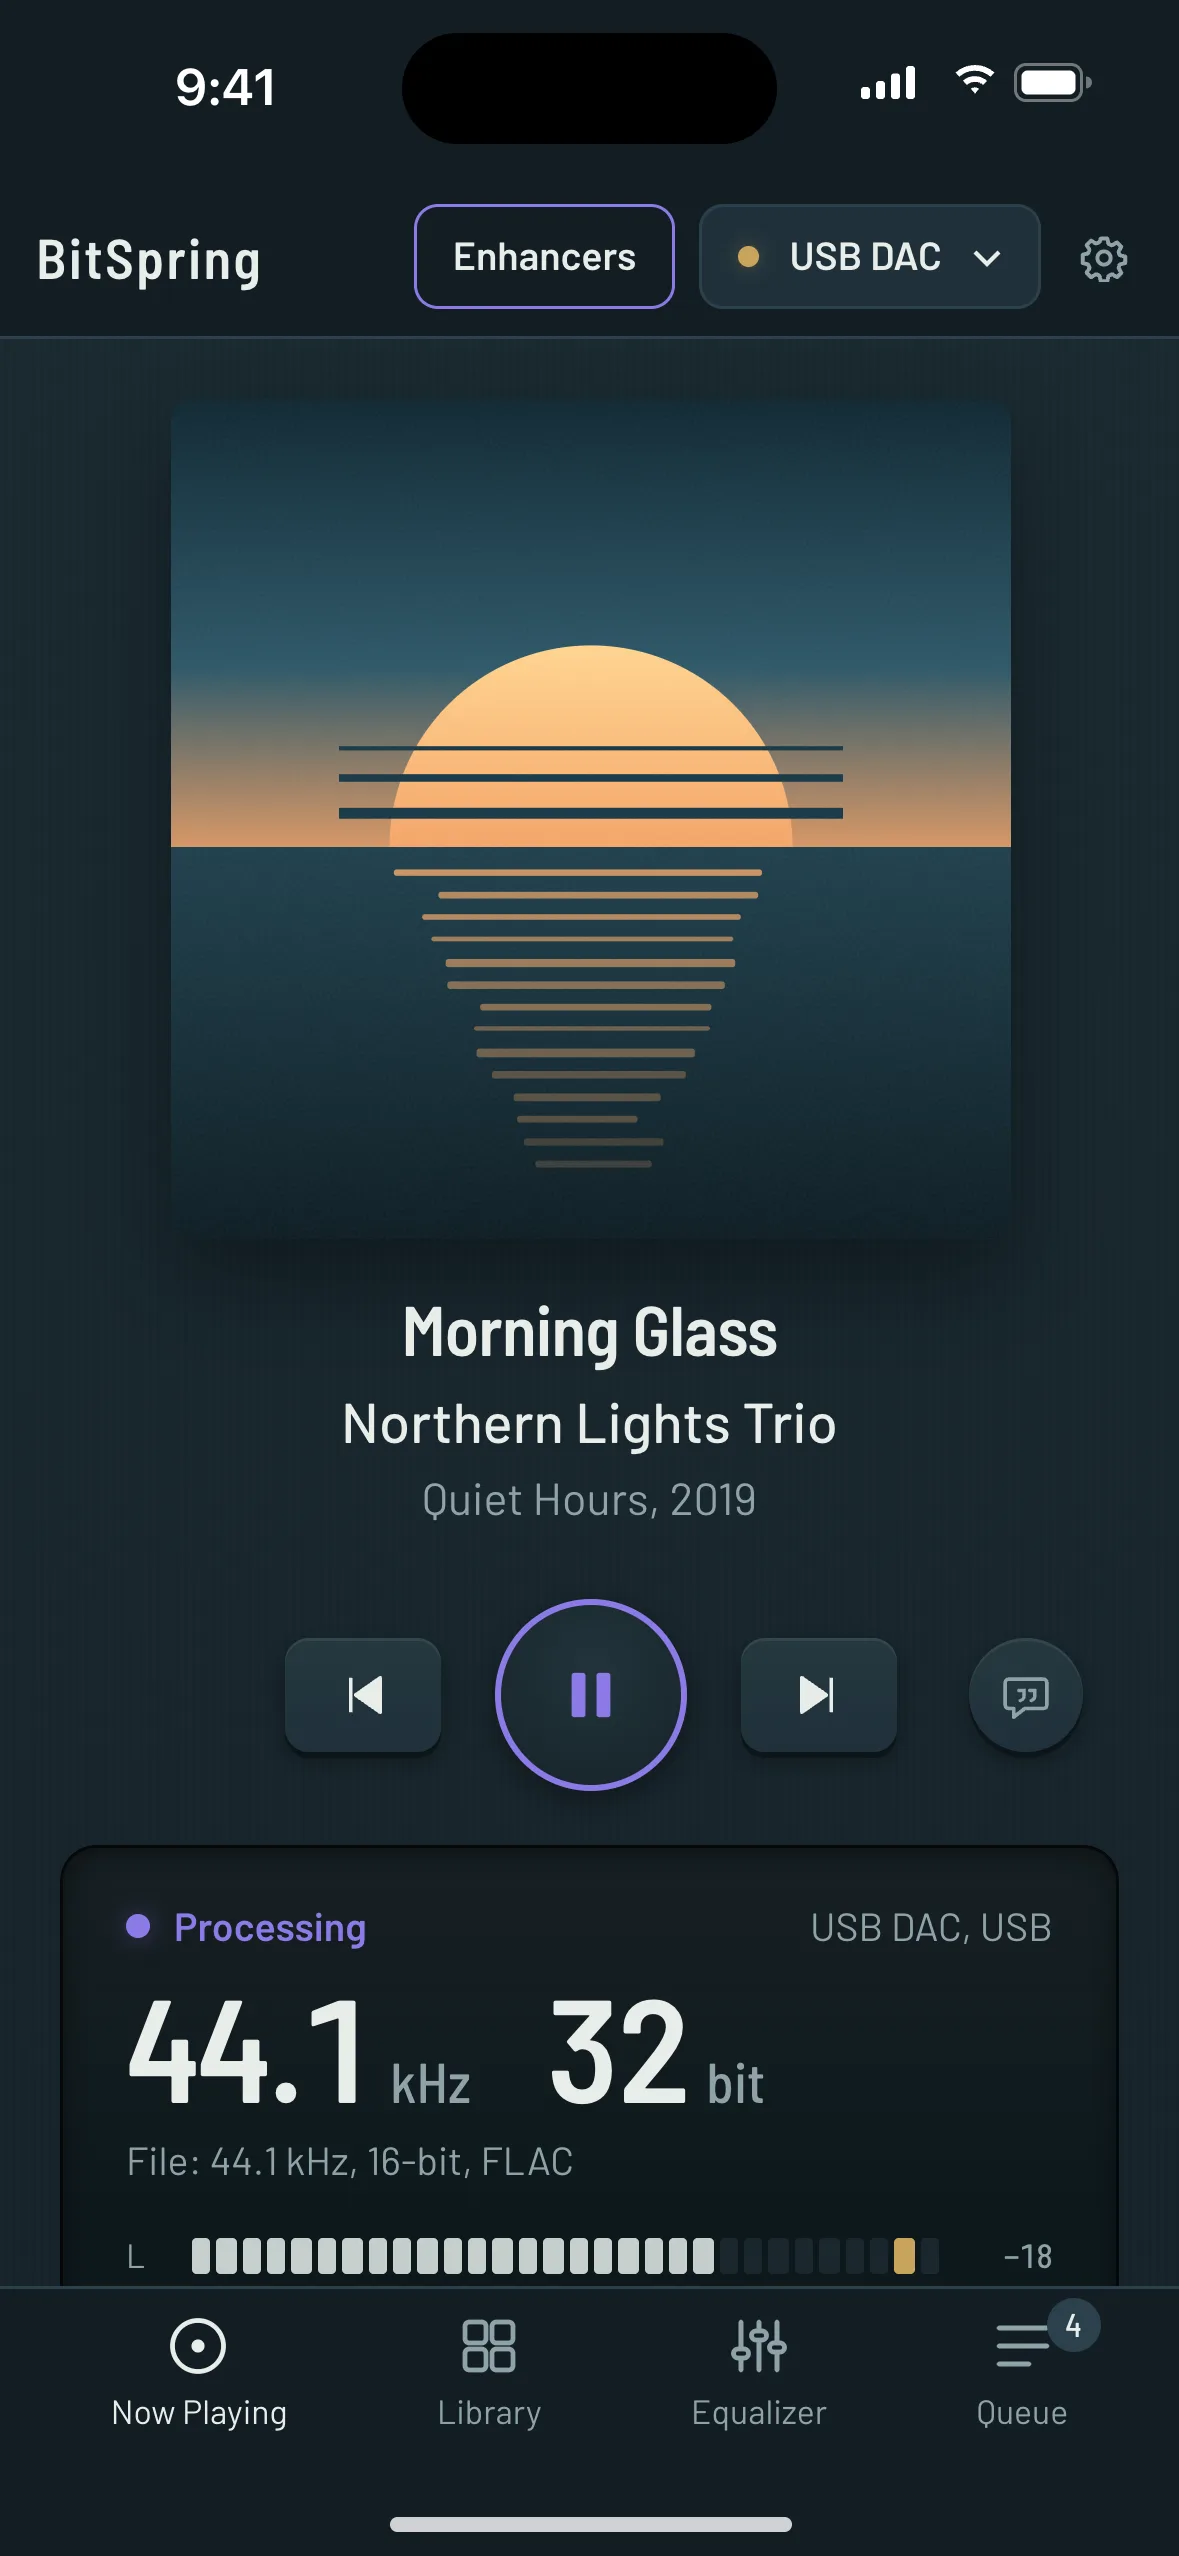 9:41
BitSpring
Enhancers
USB DAC
Morning Glass
Northern Lights Trio
Quiet Hours, 2019
Processing
USB DAC, USB
44.1 kHz 32 bit
File: 44.1 kHz, 16-bit, FLAC
L
−18
4
Now Playing
Library
Equalizer
Queue